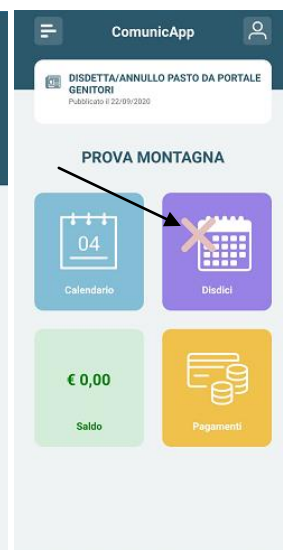 ComunicApp
DISDETTA/ANNULLO PASTO DA PORTALE
GENITORI
Pubblicato il 22/09/2020
PROVA MONTAGNA
04
Calendario
Disdici
€ 0,00
Saldo
Pagamenti